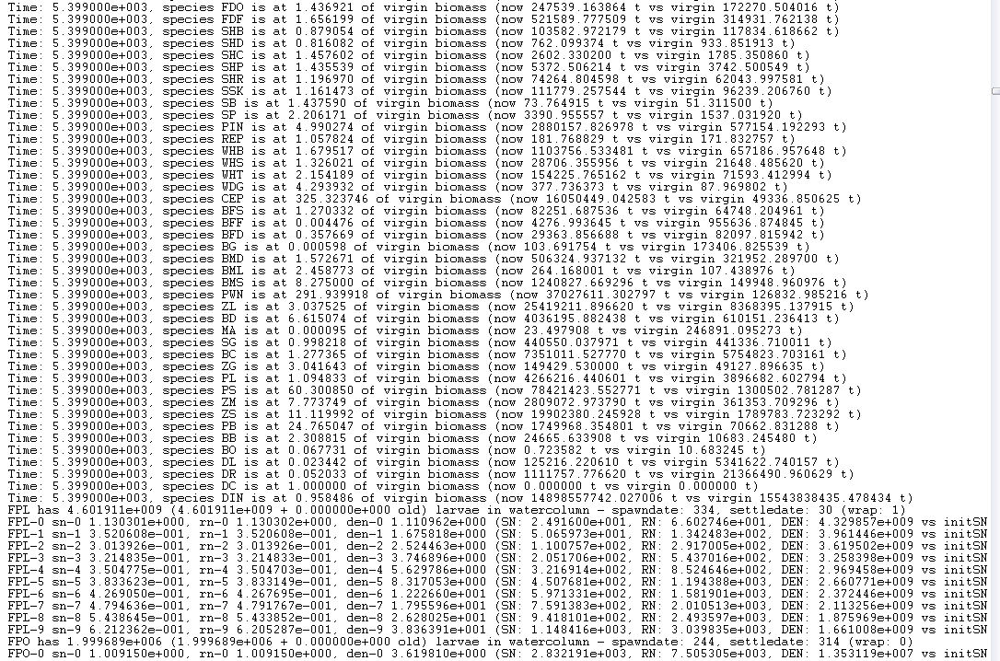 Time: 5.399000e+003, species FDO is at 1.436921 of virgin biomass (now 247539.163864 t vs virgin 172270.504016 t)
Time: 5.399000e+003, species FDF is at 1.656199 of virgin biomass (now 521589.777509 t vs virgin 314931.762138 t)
Time: 5.399000e+003, species SHB is at 0.879054 of virgin biomass (now 103582.972179 t vs virgin 117834.618662 t)
Time: 5.399000e+003, species SHD is at 0.816082 of virgin biomass (now 762.099374 t vs virgin 933.851913 t)
Time: 5.399000e+003, species SHC is at 1.457602 of virgin biomass (now 2602.330200 t vs virgin 1785.350860 t)
Time: 5.399000e+003, species SHP is at 1.435539 of virgin biomass (now 5372.506214 t vs virgin 3742.500549 t)
Time: 5.399000e+003, species SHR is at 1.196970 of virgin biomass (now 74264.804598 t vs virgin 62043.997581 t)
Time: 5.399000e+003, species SSK is at 1.161473 of virgin biomass (now 111779.257544 t vs virgin 96239.206760 t)
Time: 5.399000e+003, species SB is at 1.437590 of virgin biomass (now 73.764915 t vs virgin 51.311500 t)
Time: 5.399000e+003, species SP is at 2.206171 of virgin biomass (now 3390.955557 t vs virgin 1537.031920 t)
Time: 5.399000e+003, species PIN is at 4.990274 of virgin biomass (now 2880157.826978 t vs virgin 577154.192293 t)
Time: 5.399000e+003, species REP is at 1.057824 of virgin biomass (now 181.768829 t vs virgin 171.832757 t)
Time: 5.399000e+003, species WHB is at 1.679517 of virgin biomass (now 1103756.533481 t vs virgin 657186.957648 t)
Time: 5.399000e+003, species WHS is at 1.326021 of virgin biomass (now 28706.355956 t vs virgin 21648.485620 t)
Time: 5.399000e+003, species WHT is at 2.154189 of virgin biomass (now 154225.765162 t vs virgin 71593.412994 t)
Time: 5.399000e+003, species WDG is at 4.293932 of virgin biomass (now 377.736373 t vs virgin 87.969802 t)
Time: 5.399000e+003, species CEP is at 325.323746 of virgin biomass (now 16050449.042583 t vs virgin 49336.850625 t)
Time: 5.399000e+003, species BFS is at 1.270332 of virgin biomass (now 82251.687536 t vs virgin 64748.204961 t)
Time: 5.399000e+003, species BFF is at 0.004476 of virgin biomass (now 4276.993645 t vs virgin 955636.874845 t)
Time: 5.399000e+003, species BFD is at 0.357669 of virgin biomass (now 29363.856688 t vs virgin 82097.815942 t)
Time: 5.399000e+003, species BG is at 0.000598 of virgin biomass (now 103.691754 t vs virgin 173406.825539 t)
Time: 5.399000e+003, species BMD is at 1.572671 of virgin biomass (now 506324.937132 t vs virgin 321952.289700 t)
Time: 5.399000e+003, species BML is at 2.458773 of virgin biomass (now 264.168001 t vs virgin 107.438976 t)
Time: 5.399000e+003, species BMS is at 8.275000 of virgin biomass (now 1240827.669296 t vs virgin 149948.960976 t)
Time: 5.399000e+003, species PWN is at 291.939918 of virgin biomass (now 37027611.302797 t vs virgin 126832.985216 t)
Time: 5.399000e+003, species ZL is at 3.037525 of virgin biomass (now 25419211.896620 t vs virgin 8368395.137915 t)
Time: 5.399000e+003, species BD is at 6.615074 of virgin biomass (now 4036195.882438 t vs virgin 610151.236413 t)
Time: 5.399000e+003, species MA is at 0.000095 of virgin biomass (now 23.497908 t vs virgin 246891.095273 t)
Time: 5.399000e+003, species SG is at 0.998218 of virgin biomass (now 440550.037971 t vs virgin 441336.710011 t)
Time: 5.399000e+003, species BC is at 1.277365 of virgin biomass (now 7351011.527770 t vs virgin 5754823.703161 t)
Time: 5.399000e+003, species ZG is at 3.041643 of virgin biomass (now 149429.530000 t vs virgin 49127.896635 t)
Time: 5.399000e+003, species PL is at 1.094833 of virgin biomass (now 4266216.440601 t vs virgin 3896682.602794 t)
Time: 5.399000e+003, species PS is at 60.300850 of virgin biomass (now 78421423.552771 t vs virgin 1300502.781287 t)
Time: 5.399000e+003, species ZM is at 7.773749 of virgin biomass (now 2809072.973790 t vs virgin 361353.709296 t)
Time: 5.399000e+003, species ZS is at 11.119992 of virgin biomass (now 19902380.245928 t vs virgin 1789783.723292 t)
Time: 5.399000e+003, species PB is at 24.765047 of virgin biomass (now 1749968.354801 t vs virgin 70662.831288 t)
Time: 5.399000e+003, species BB is at 2.308815 of virgin biomass (now 24665.633908 t vs virgin 10683.245480 t)
Time: 5.399000e+003, species BO is at 0.067731 of virgin biomass (now 0.723582 t vs virgin 10.683245 t)
Time: 5.399000e+003, species DL is at 0.023442 of virgin biomass (now 125216.220610 t vs virgin 5341622.740157 t)
Time: 5.399000e+003, species DR is at 0.052033 of virgin biomass (now 1111757.776620 t vs virgin 21366490.960629 t)
Time: 5.399000e+003, species DC is at 1.000000 of virgin biomass (now 0.000000 t vs virgin 0.000000 t)
Time: 5.399000e+003, species DIN is at 0.958486 of virgin biomass (now 14898557742.027006 t vs virgin 15543838435.478434 t)
FPL has 4.601911e+009 (4.601911e+009 + 0.000000e+000 old) larvae in watercolumn - spawndate: 334, settledate: 30 (wrap: 1)
FPL-0 sn-0 1.130301e+000, rn-0 1.130302e+000, den-0 1.110962e+000 (SN: 2.491600e+001, RN: 6.602746e+001, DEN: 4.329857e+009 vs initSN
FPL-1 sn-1 3.520608e-001, rn-1 3.520608e-001, den-1 1.675818e+000 (SN: 5.065973e+001, RN: 1.342483e+002, DEN: 3.961446e+009 vs initSN
FPL-2 sn-2 3.013926e-001, rn-2 3.013926e-001, den-2 2.524463e+000 (SN: 1.100757e+002, RN: 2.917005e+002, DEN: 3.619502e+009 vs initSN
FPL-3 sn-3 3.214835e-001, rn-3 3.214833e-001, den-3 3.746896e+000 (SN: 2.051706e+002, RN: 5.437016e+002, DEN: 3.258398e+009 vs initSN
FPL-4 sn-4 3.504775e-001, rn-4 3.504703e-001, den-4 5.629786e+000 (SN: 3.216914e+002, RN: 8.524646e+002, DEN: 2.969458e+009 vs initSN
FPL-5 sn-5 3.833623e-001, rn-5 3.833149e-001, den-5 8.317053e+000 (SN: 4.507681e+002, RN: 1.194388e+003, DEN: 2.660771e+009 vs initSN
FPL-6 sn-6 4.269050e-001, rn-6 4.267695e-001, den-6 1.222660e+001 (SN: 5.971331e+002, RN: 1.581901e+003, DEN: 2.372446e+009 vs initSN
FPL-7 sn-7 4.794636e-001, rn-7 4.791767e-001, den-7 1.795596e+001 (SN: 7.591383e+002, RN: 2.010513e+003, DEN: 2.113256e+009 vs initSN
FPL-8 sn-8 5.438645e-001, rn-8 5.433852e-001, den-8 2.628025e+001 (SN: 9.418101e+002, RN: 2.493597e+003, DEN: 1.875969e+009 vs initSN
FPL-9 sn-9 6.212362e-001, rn-9 6.205287e-001, den-9 3.836391e+001 (SN: 1.148416e+003, RN: 3.039835e+003, DEN: 1.661008e+009 vs initSN
FPO has 1.999689e+006 (1.999689e+006 + 0.000000e+000 old) larvae in watercolumn - spawndate: 244, settledate: 314 (wrap: 0)
FPO-0 sn-0 1.009150e+000, rn-0 1.009150e+000, den-0 3.619810e+000 (SN: 2.832191e+003, RN: 7.505305e+003, DEN: 1.353119e+007 vs initSN